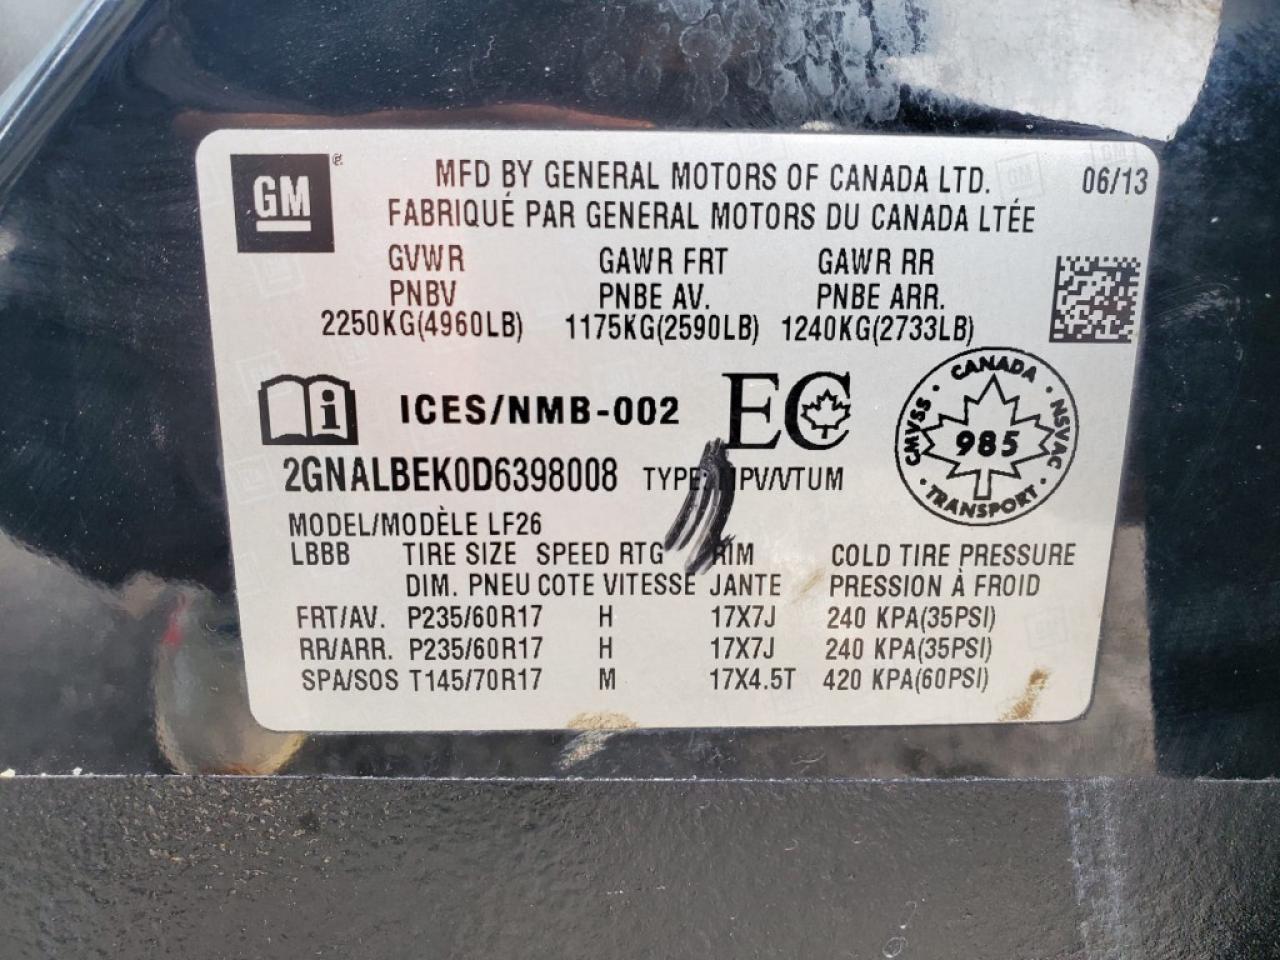 GM ®
MFD BY GENERAL MOTORS OF CANADA LTD. 06/13
FABRIQUÉ PAR GENERAL MOTORS DU CANADA LTÉE
GVWR GAWR FRT GAWR RR
PNBV PNBE AV. PNBE ARR.
2250KG(4960LB) 1175KG(2590LB) 1240KG(2733LB)
i ICES/NMB-002 EC
CANADA
CMVSS 985 NSVAC
TRANSPORT
2GNALBEK0D6398008 TYPE: MPV/VTUM
MODEL/MODÈLE LF26
LBBB TIRE SIZE SPEED RTG RIM COLD TIRE PRESSURE
DIM. PNEU COTE VITESSE JANTE PRESSION À FROID
FRT/AV. P235/60R17 H 17X7J 240 KPA(35PSI)
RR/ARR. P235/60R17 H 17X7J 240 KPA(35PSI)
SPA/SOS T145/70R17 M 17X4.5T 420 KPA(60PSI)